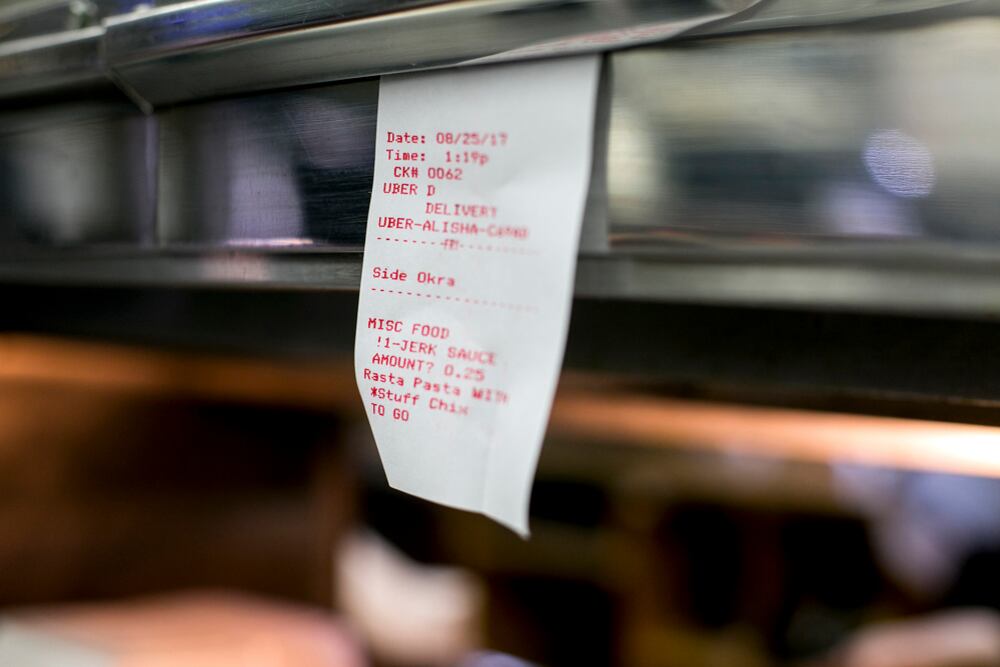 Date: 08/25/17
Time: 1:19p
CK# 0062
UBER D
DELIVERY
UBER-ALISHA-
--------------------
Side Okra
--------------------
MISC FOOD
!1-JERK SAUCE
AMOUNT? 0.25
Rasta Pasta WITH
*Stuff Chix
TO GO